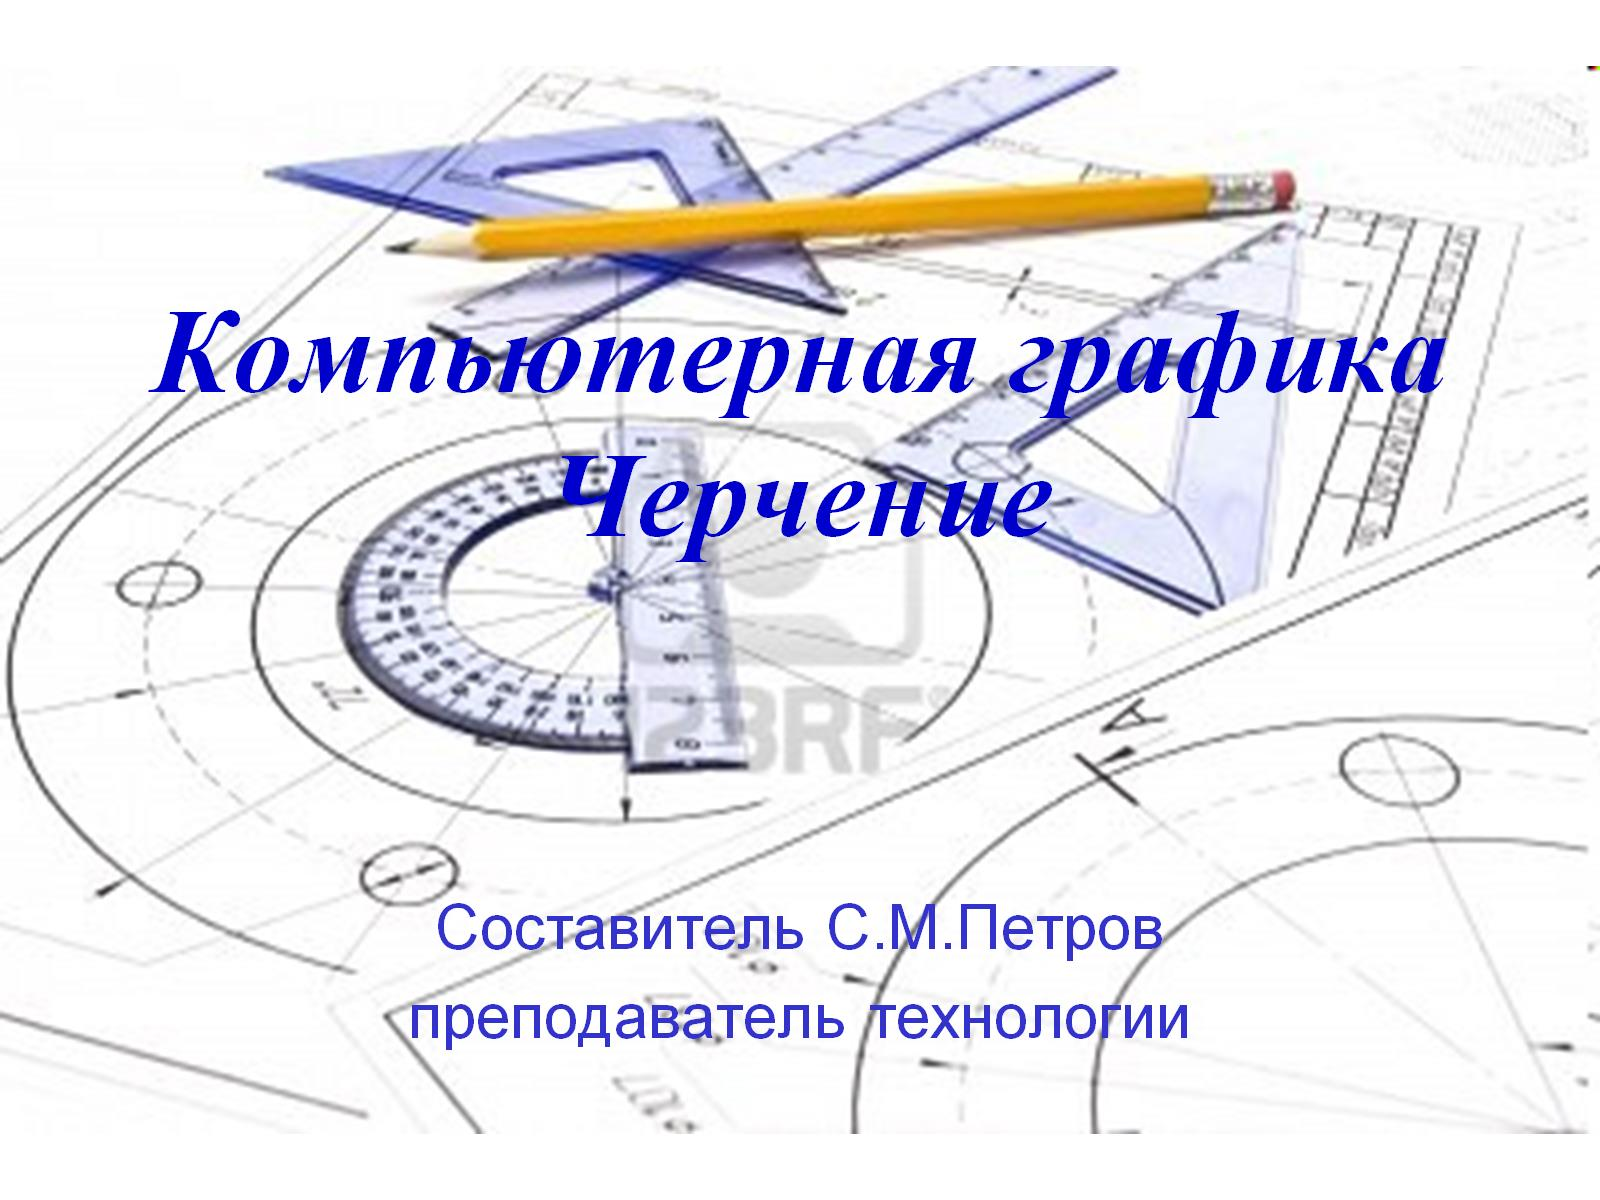 Компьютерная графика
Черчение
Составитель С.М.Петров
преподаватель технологии